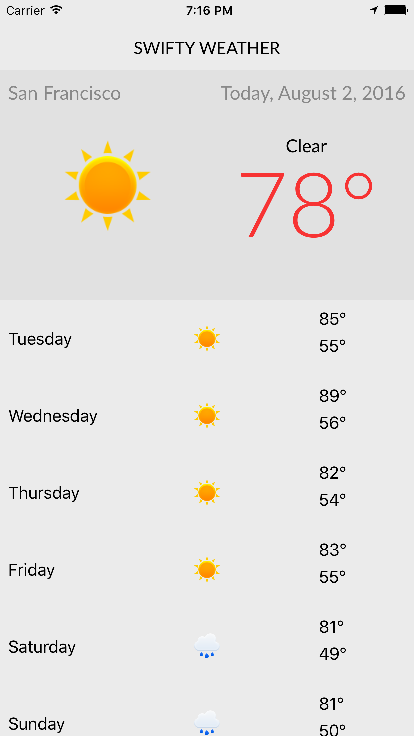 Carrier 7:16 PM
SWIFTY WEATHER
San Francisco Today, August 2, 2016
Clear
78°
85°
Tuesday
55°
89°
Wednesday
56°
82°
Thursday
54°
83°
Friday
55°
81°
Saturday
49°
81°
Sunday
50°